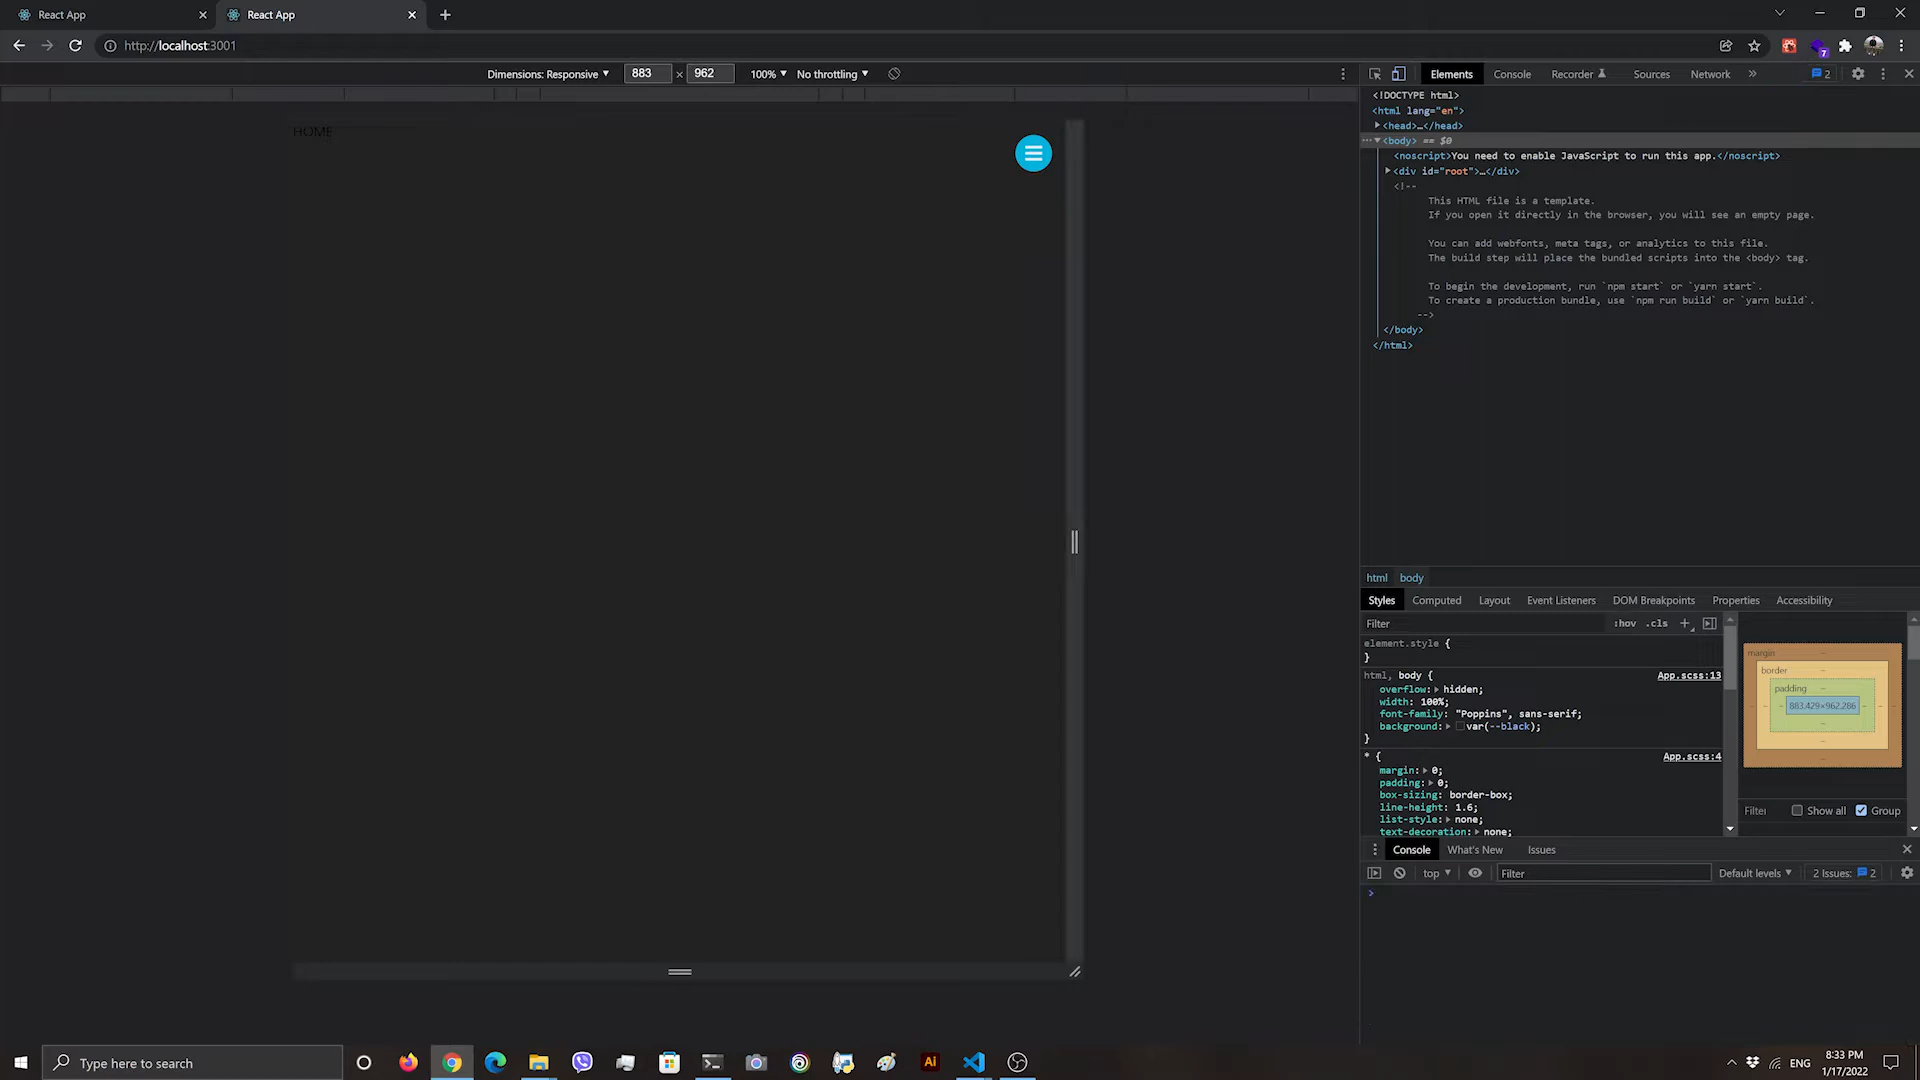 React App
React App
http://localhost:3001
Dimensions: Responsive
883
×
962
100%
No throttling
Elements
Console
Recorder
Sources
Network
2
7
HOME
<!DOCTYPE html>
<html lang="en">
<head>…</head>
<body> == $0
<noscript>You need to enable JavaScript to run this app.</noscript>
<div id="root">…</div>
<!--
This HTML file is a template.
If you open it directly in the browser, you will see an empty page.
You can add webfonts, meta tags, or analytics to this file.
The build step will place the bundled scripts into the <body> tag.
To begin the development, run `npm start` or `yarn start`.
To create a production bundle, use `npm run build` or `yarn build`.
-->
</body>
</html>
html body
Styles
Computed
Layout
Event Listeners
DOM Breakpoints
Properties
Accessibility
Filter
:hov .cls
element.style {
}
html, body {
App.scss:13
overflow: hidden;
width: 100%;
font-family: "Poppins", sans-serif;
background: var(--black);
}
* {
App.scss:4
margin: 0;
padding: 0;
box-sizing: border-box;
line-height: 1.6;
list-style: none;
text-decoration: none;
margin –
border –
padding –
883.429×962.286
Filter
Show all
Group
Console
What's New
Issues
top
Filter
Default levels
2 Issues: 2
Type here to search
Ai
ENG
8:33 PM
1/17/2022